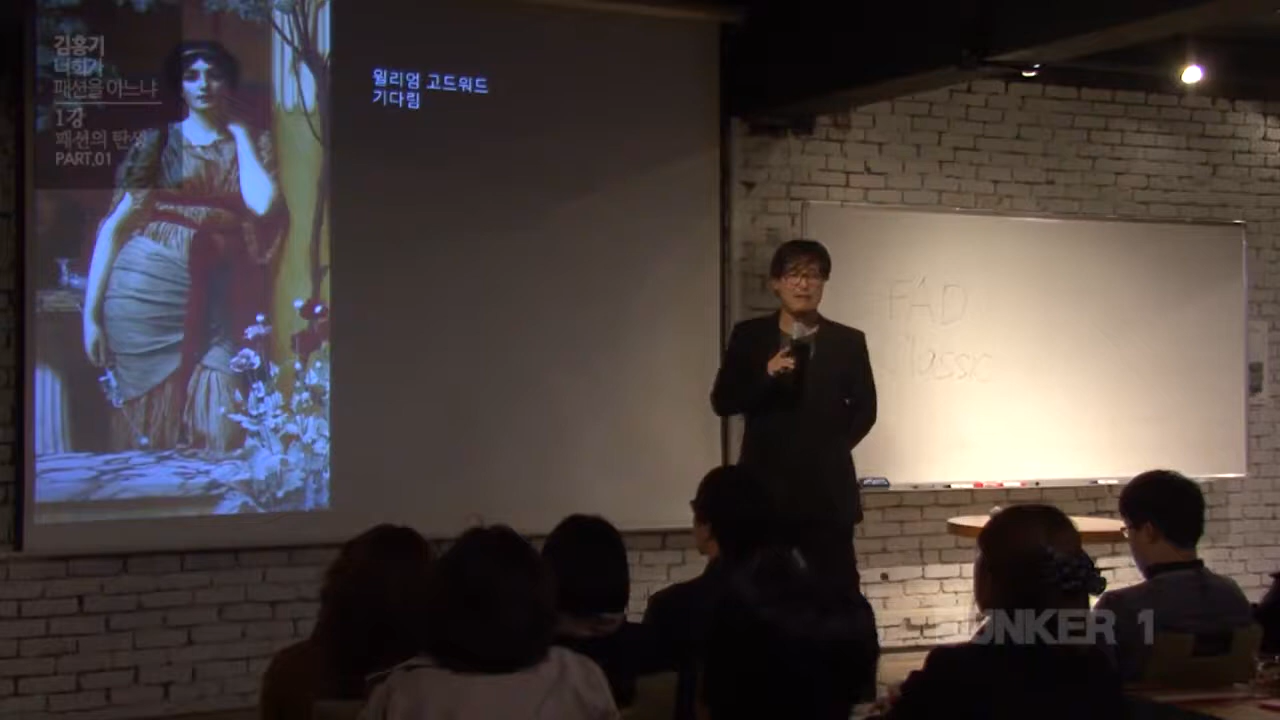 김홍기
너희가
패션을 아느냐
1강
패션의 탄생
PART.01
윌리엄 고드워드
기다림
FAD
Classic
BUNKER 1